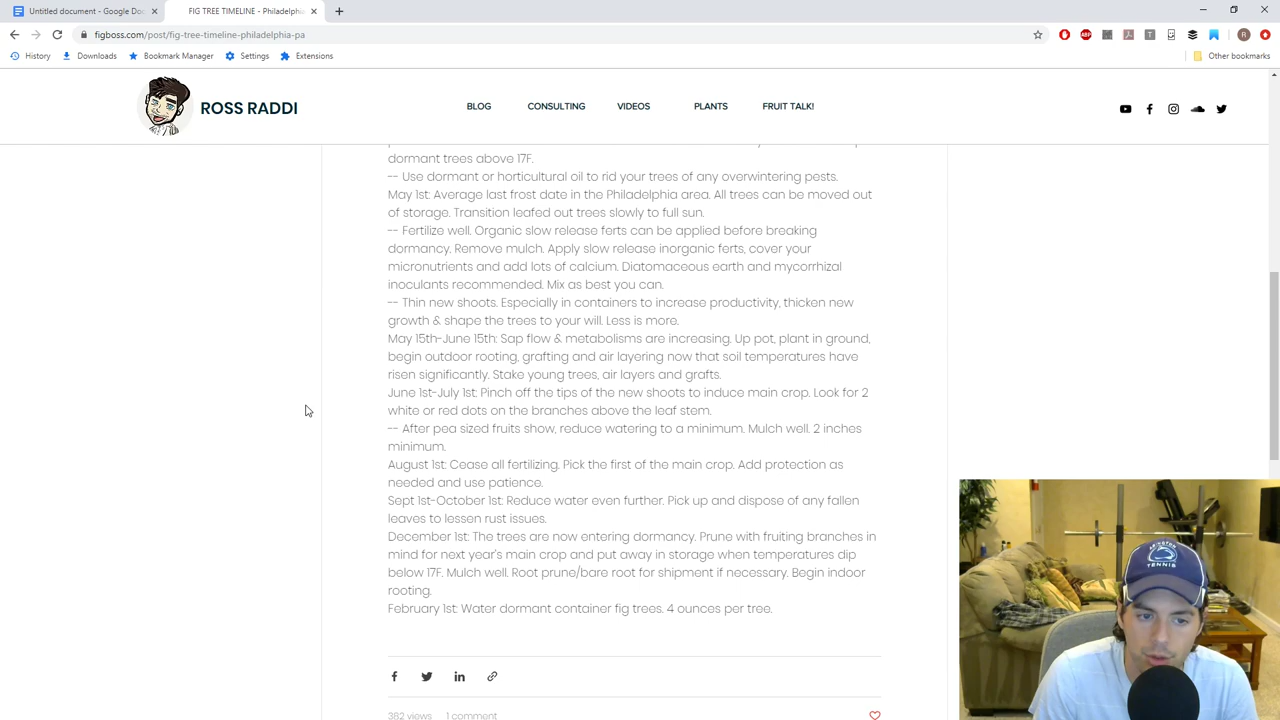 Untitled document - Google Doc
FIG TREE TIMELINE - Philadelphia
figboss.com/post/fig-tree-timeline-philadelphia-pa
History
Downloads
Bookmark Manager
Settings
Extensions
Other bookmarks
ROSS RADDI
BLOG
CONSULTING
VIDEOS
PLANTS
FRUIT TALK!
dormant trees above 17F.
-- Use dormant or horticultural oil to rid your trees of any overwintering pests.
May 1st: Average last frost date in the Philadelphia area. All trees can be moved out
of storage. Transition leafed out trees slowly to full sun.
-- Fertilize well. Organic slow release ferts can be applied before breaking
dormancy. Remove mulch. Apply slow release inorganic ferts, cover your
micronutrients and add lots of calcium. Diatomaceous earth and mycorrhizal
inoculants recommended. Mix as best you can.
-- Thin new shoots. Especially in containers to increase productivity, thicken new
growth & shape the trees to your will. Less is more.
May 15th-June 15th: Sap flow & metabolisms are increasing. Up pot, plant in ground,
begin outdoor rooting, grafting and air layering now that soil temperatures have
risen significantly. Stake young trees, air layers and grafts.
June 1st-July 1st: Pinch off the tips of the new shoots to induce main crop. Look for 2
white or red dots on the branches above the leaf stem.
-- After pea sized fruits show, reduce watering to a minimum. Mulch well. 2 inches
minimum.
August 1st: Cease all fertilizing. Pick the first of the main crop. Add protection as
needed and use patience.
Sept 1st-October 1st: Reduce water even further. Pick up and dispose of any fallen
leaves to lessen rust issues.
December 1st: The trees are now entering dormancy. Prune with fruiting branches in
mind for next year's main crop and put away in storage when temperatures dip
below 17F. Mulch well. Root prune/bare root for shipment if necessary. Begin indoor
rooting.
February 1st: Water dormant container fig trees. 4 ounces per tree.
382 views 1 comment
TENNIS